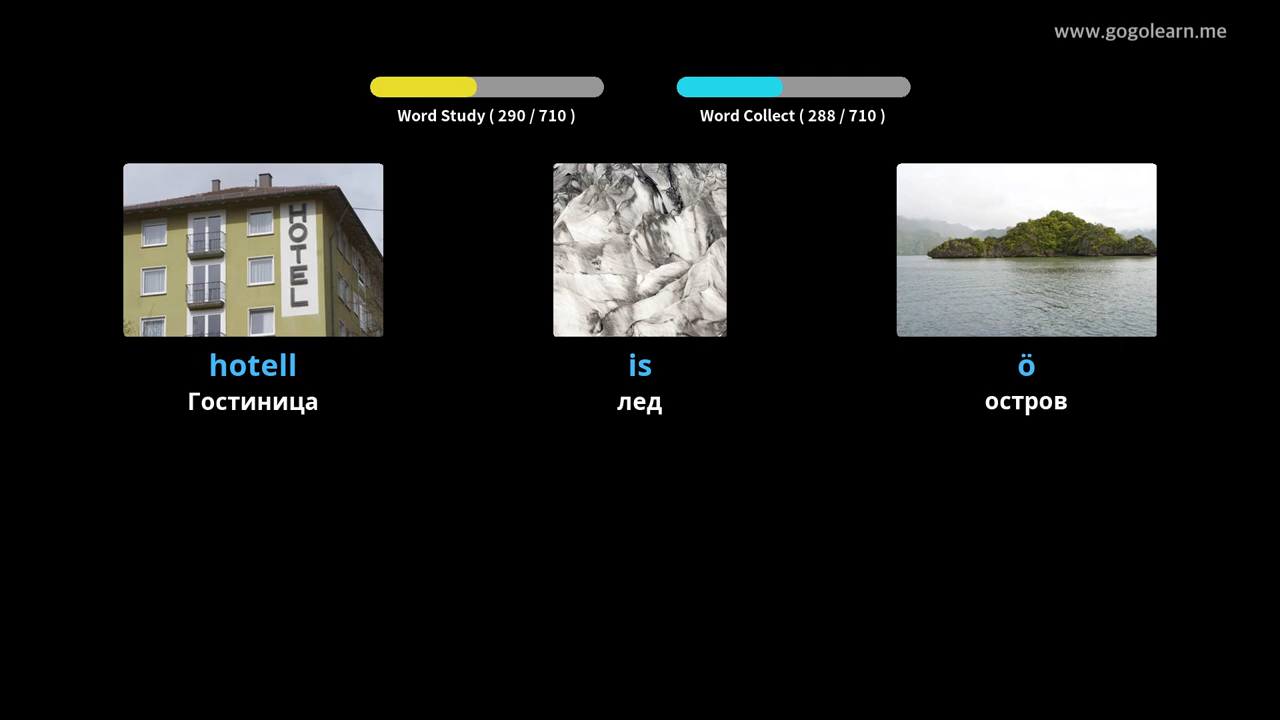 www.gogolearn.me
Word Study ( 290 / 710 )
Word Collect ( 288 / 710 )
HOTEL
hotell
is
ö
Гостиница
лед
остров